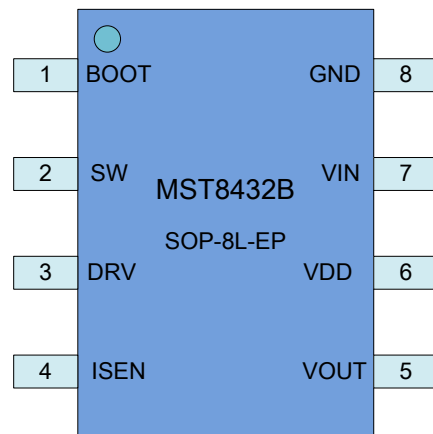 1 BOOT GND 8
2 SW VIN 7
MST8432B
SOP-8L-EP
3 DRV VDD 6
4 ISEN VOUT 5